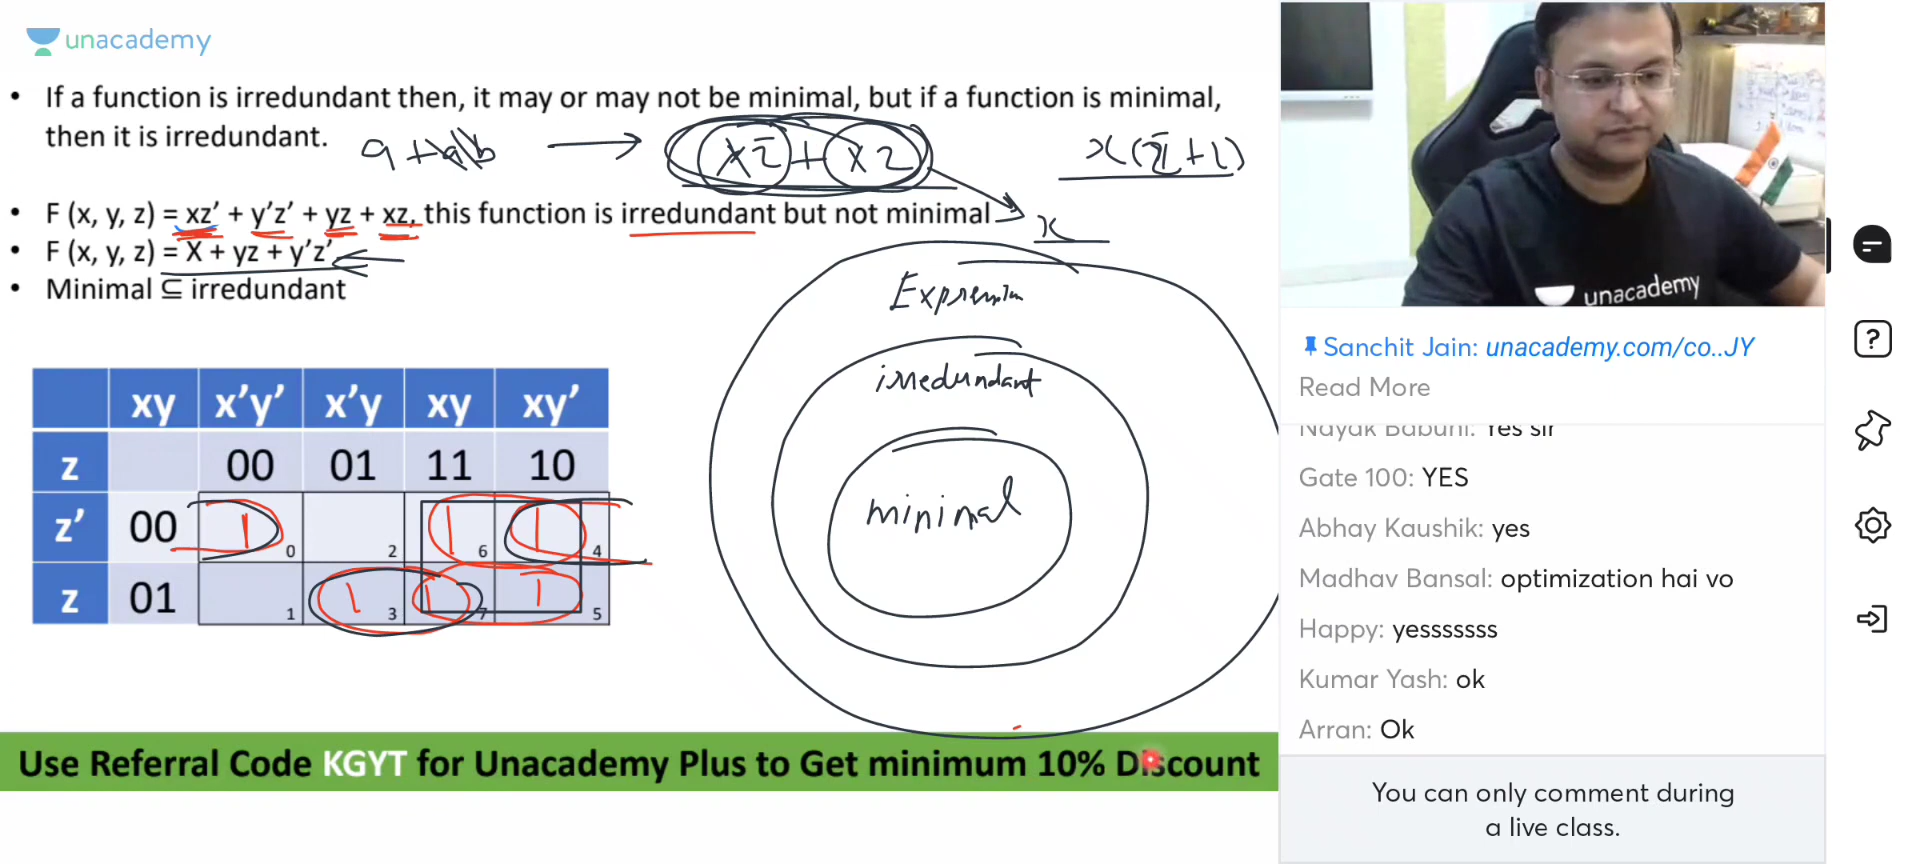 unacademy
• If a function is irredundant then, it may or may not be minimal, but if a function is minimal,
then it is irredundant.
a + ab → xz̄ + xz
x(z̄+z)
• F (x, y, z) = xz’ + y’z’ + yz + xz, this function is irredundant but not minimal
x
• F (x, y, z) = X + yz + y’z’
• Minimal ⊆ irredundant
Expression
irredundant
minimal
xy x’y’ x’y xy xy’
z 00 01 11 10
z’ 00 1 0 2 1 6 1 4
z 01 1 1 3 1 7 1 5
Use Referral Code KGYT for Unacademy Plus to Get minimum 10% Discount
unacademy
Sanchit Jain: unacademy.com/co..JY
Read More
Nayak Babuni: Yes sir
Gate 100: YES
Abhay Kaushik: yes
Madhav Bansal: optimization hai vo
Happy: yesssssss
Kumar Yash: ok
Arran: Ok
You can only comment during
a live class.
?